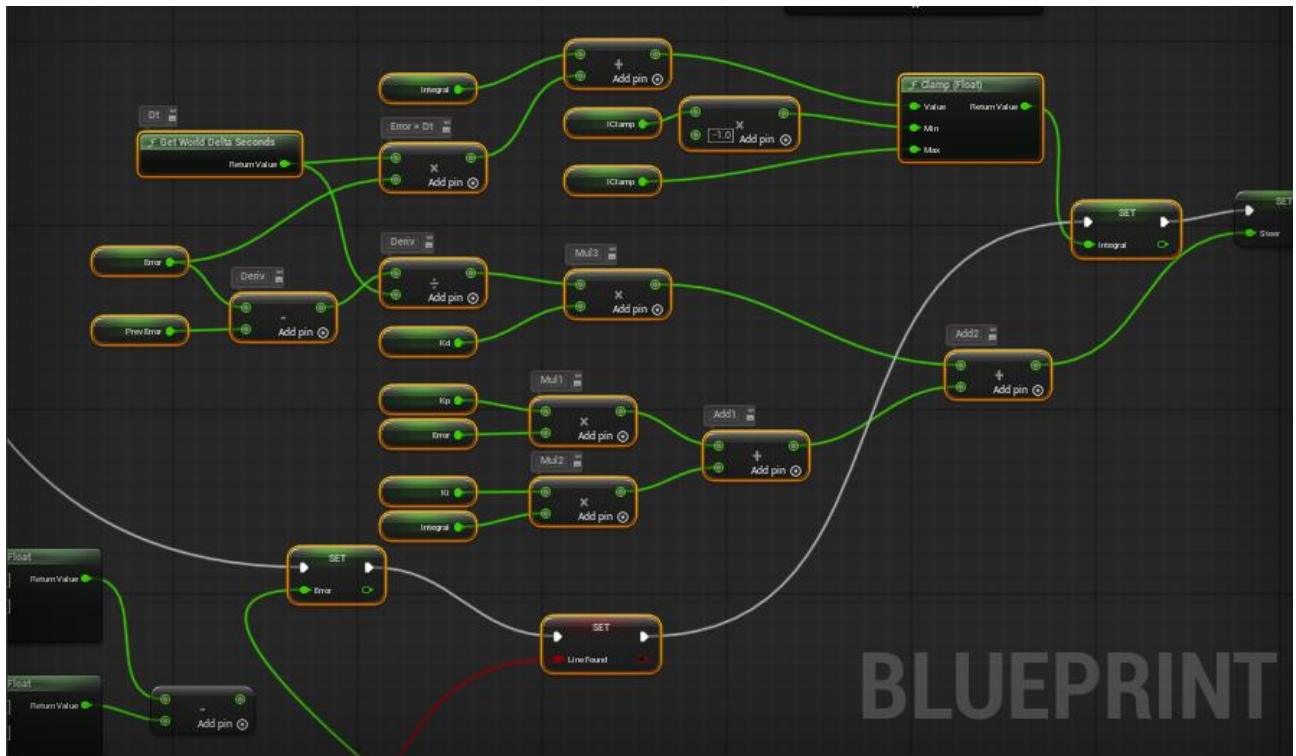 +
Add pin
Integral
Clamp (Float)
Value
Return Value
Min
Max
Dt
Get World Delta Seconds
Return Value
Error * Dt
×
Add pin
IClamp
×
-1.0
Add pin
IClamp
SET
Integral
SET
Steer
Error
Deriv
-
Add pin
Prev Error
Deriv
÷
Add pin
Mul3
×
Add pin
Kd
Add2
+
Add pin
Kp
Error
Mul1
×
Add pin
Add1
+
Add pin
Ki
Integral
Mul2
×
Add pin
SET
Error
SET
Line Found
Float
Return Value
Float
Return Value
-
Add pin
BLUEPRINT